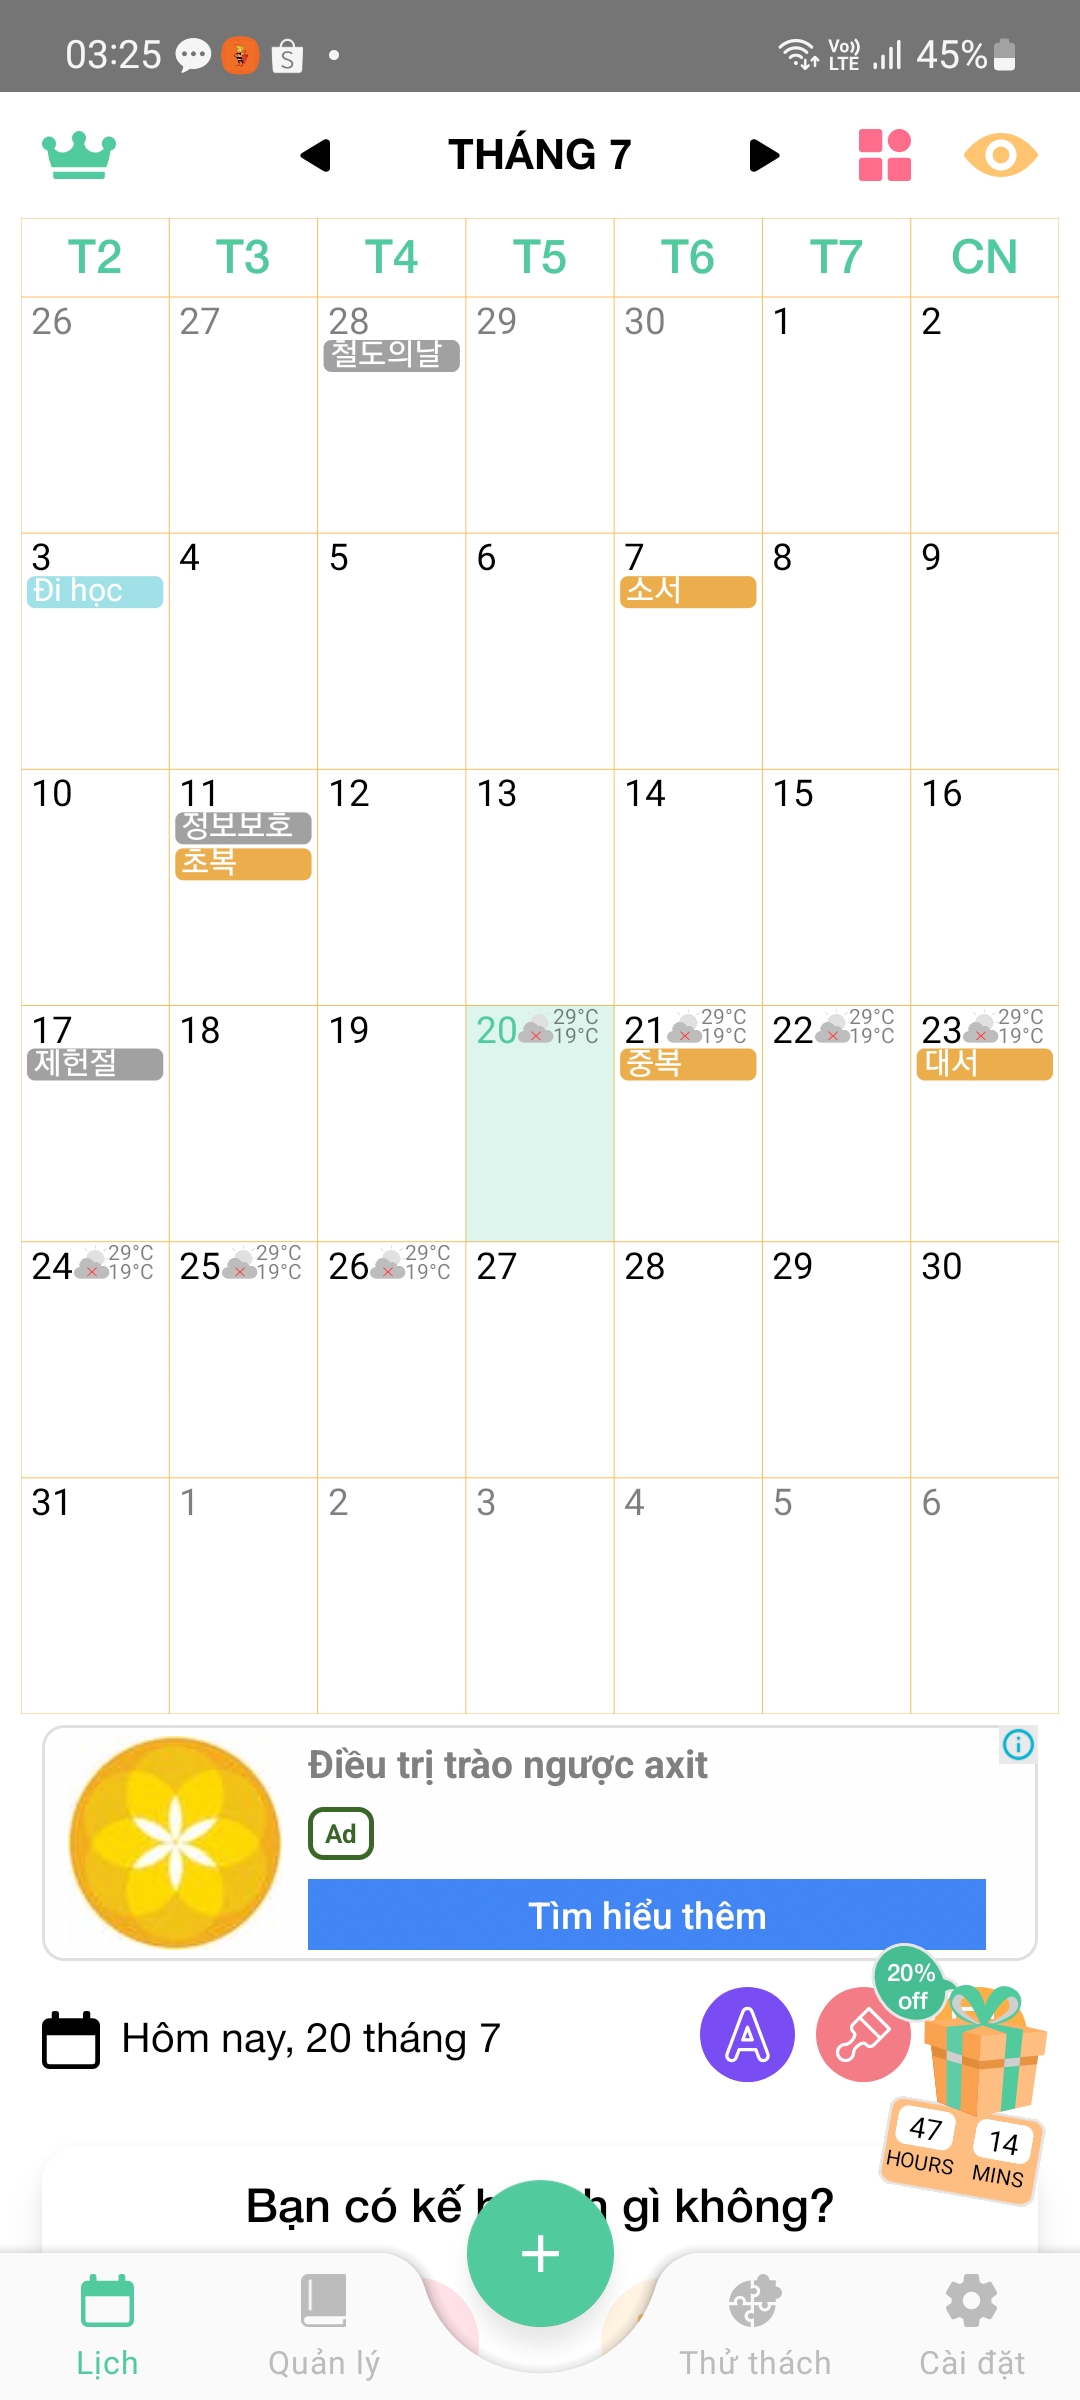 03:25 45%
Vo))
LTE
THÁNG 7
T2 T3 T4 T5 T6 T7 CN
26 27 28 29 30 1 2
철도의날
3 4 5 6 7 8 9
Đi học 소서
10 11 12 13 14 15 16
정보보호
초복
17 18 19 20 29°C 19°C 21 29°C 19°C 22 29°C 19°C 23 29°C 19°C
제헌절 중복 대서
24 29°C 19°C 25 29°C 19°C 26 29°C 19°C 27 28 29 30
31 1 2 3 4 5 6
Điều trị trào ngược axit
Ad
Tìm hiểu thêm
20%
off
Hôm nay, 20 tháng 7
A
47 14
HOURS MINS
Bạn có kế gì không?
Lịch Quản lý Thử thách Cài đặt